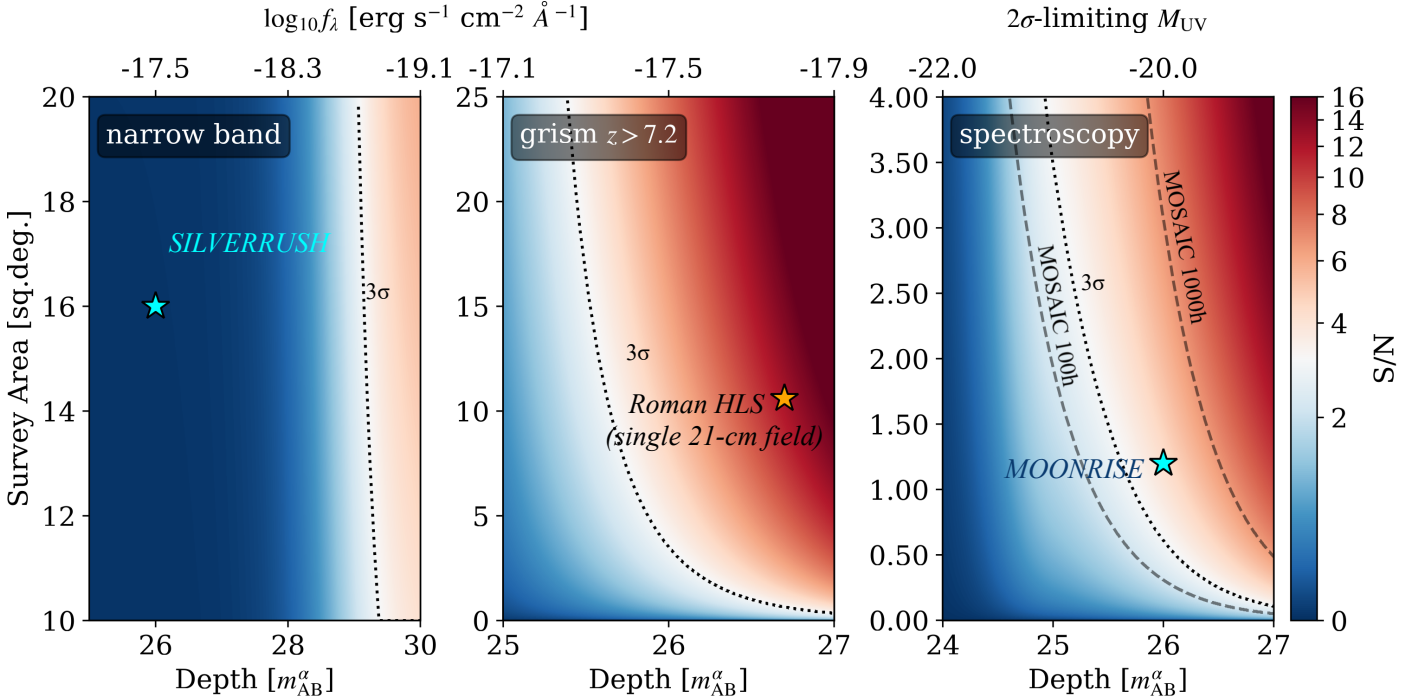 log₁₀ f_λ [erg s⁻¹ cm⁻² Å⁻¹]
2σ-limiting M_UV
-17.5 -18.3 -19.1 -17.1 -17.5 -17.9 -22.0 -20.0
narrow band
SILVERRUSH
3σ
20
18
16
14
12
10
26 28 30
Survey Area [sq.deg.]
Depth [m^α_AB]
grism z > 7.2
3σ
Roman HLS
(single 21-cm field)
25
20
15
10
5
0
25 26 27
Depth [m^α_AB]
spectroscopy
MOSAIC 100h
3σ
MOSAIC 1000h
MOONRISE
4.00
3.50
3.00
2.50
2.00
1.50
1.00
0.50
0.00
24 25 26 27
Depth [m^α_AB]
16
14
12
10
8
6
4
2
0
S/N